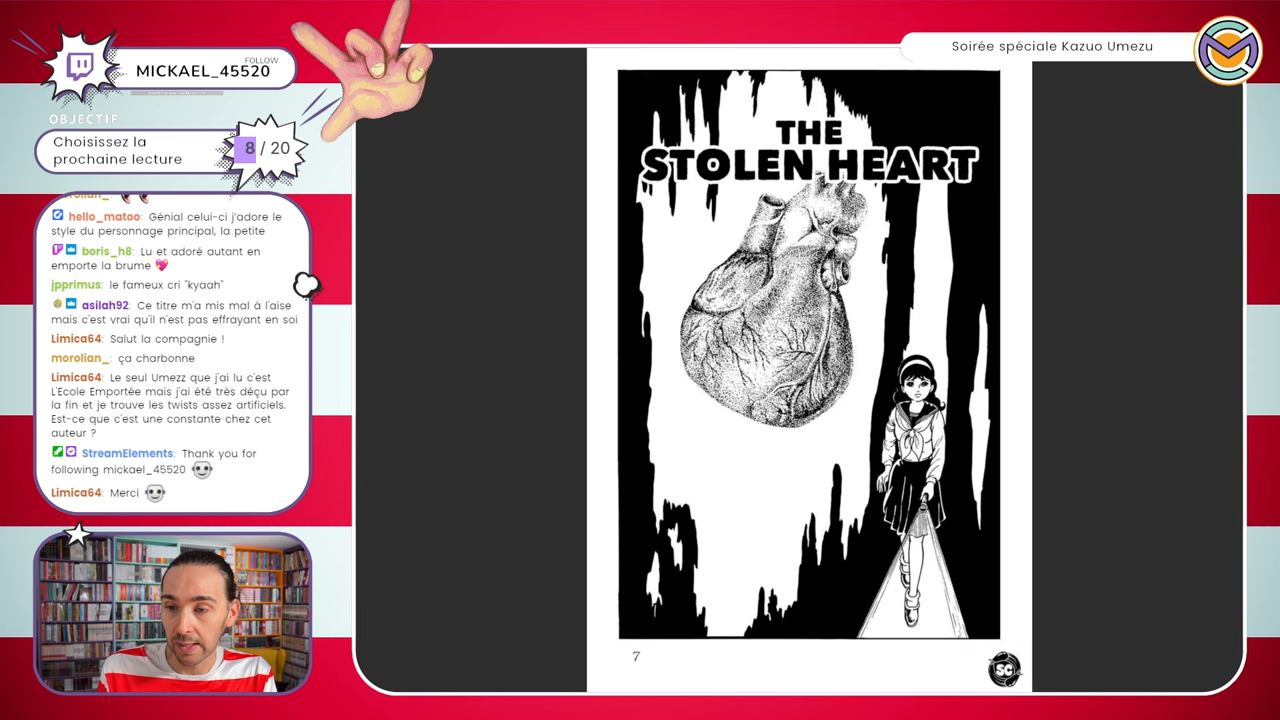 FOLLOW
MICKAEL_45520
OBJECTIF
Choisissez la
prochaine lecture
8 / 20
hello_matoo: Génial celui-ci j'adore le
style du personnage principal, la petite
boris_h8: Lu et adoré autant en
emporte la brume
jpprimus: le fameux cri "kyaah"
asilah92: Ce titre m'a mis mal à l'aise
mais c'est vrai qu'il n'est pas effrayant en soi
Limica64: Salut la compagnie !
morolian_: ça charbonne
Limica64: Le seul Umezz que j'ai lu c'est
L'Ecole Emportée mais j'ai été très déçu par
la fin et je trouve les twists assez artificiels.
Est-ce que c'est une constante chez cet
auteur ?
StreamElements: Thank you for
following mickael_45520
Limica64: Merci
Soirée spéciale Kazuo Umezu
THE
STOLEN HEART
7
SC